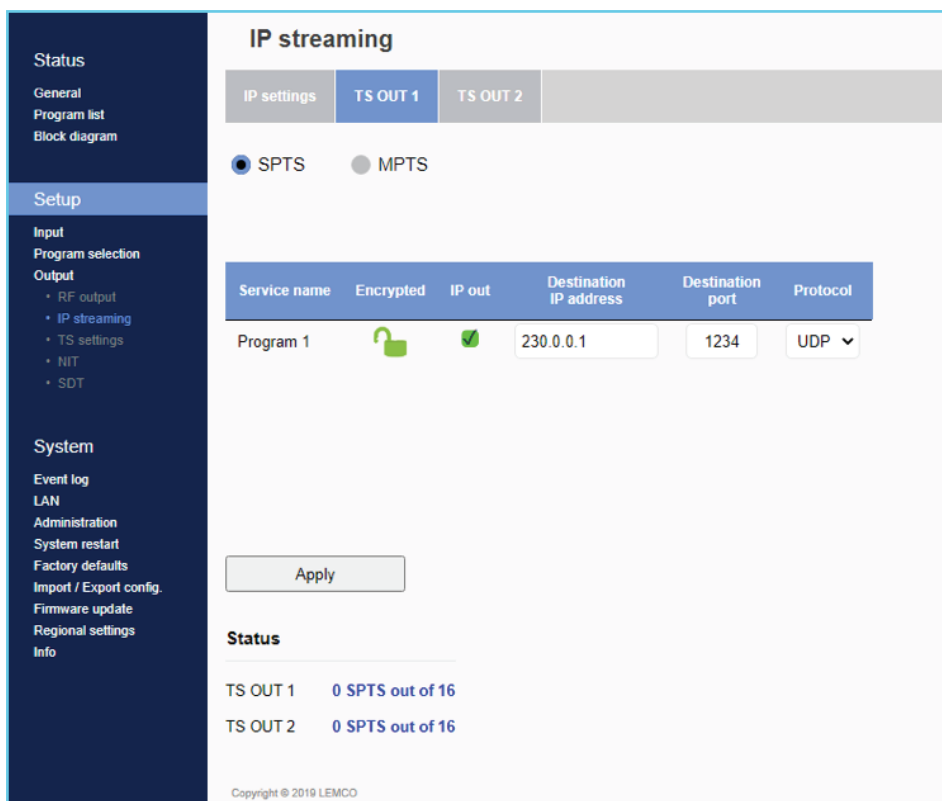 Status
General
Program list
Block diagram
Setup
Input
Program selection
Output
• RF output
• IP streaming
• TS settings
• NIT
• SDT
System
Event log
LAN
Administration
System restart
Factory defaults
Import / Export config.
Firmware update
Regional settings
Info
IP streaming
IP settings TS OUT 1 TS OUT 2
SPTS MPTS
Service name Encrypted IP out Destination IP address Destination port Protocol
Program 1 230.0.0.1 1234 UDP
Apply
Status
TS OUT 1 0 SPTS out of 16
TS OUT 2 0 SPTS out of 16
Copyright © 2019 LEMCO